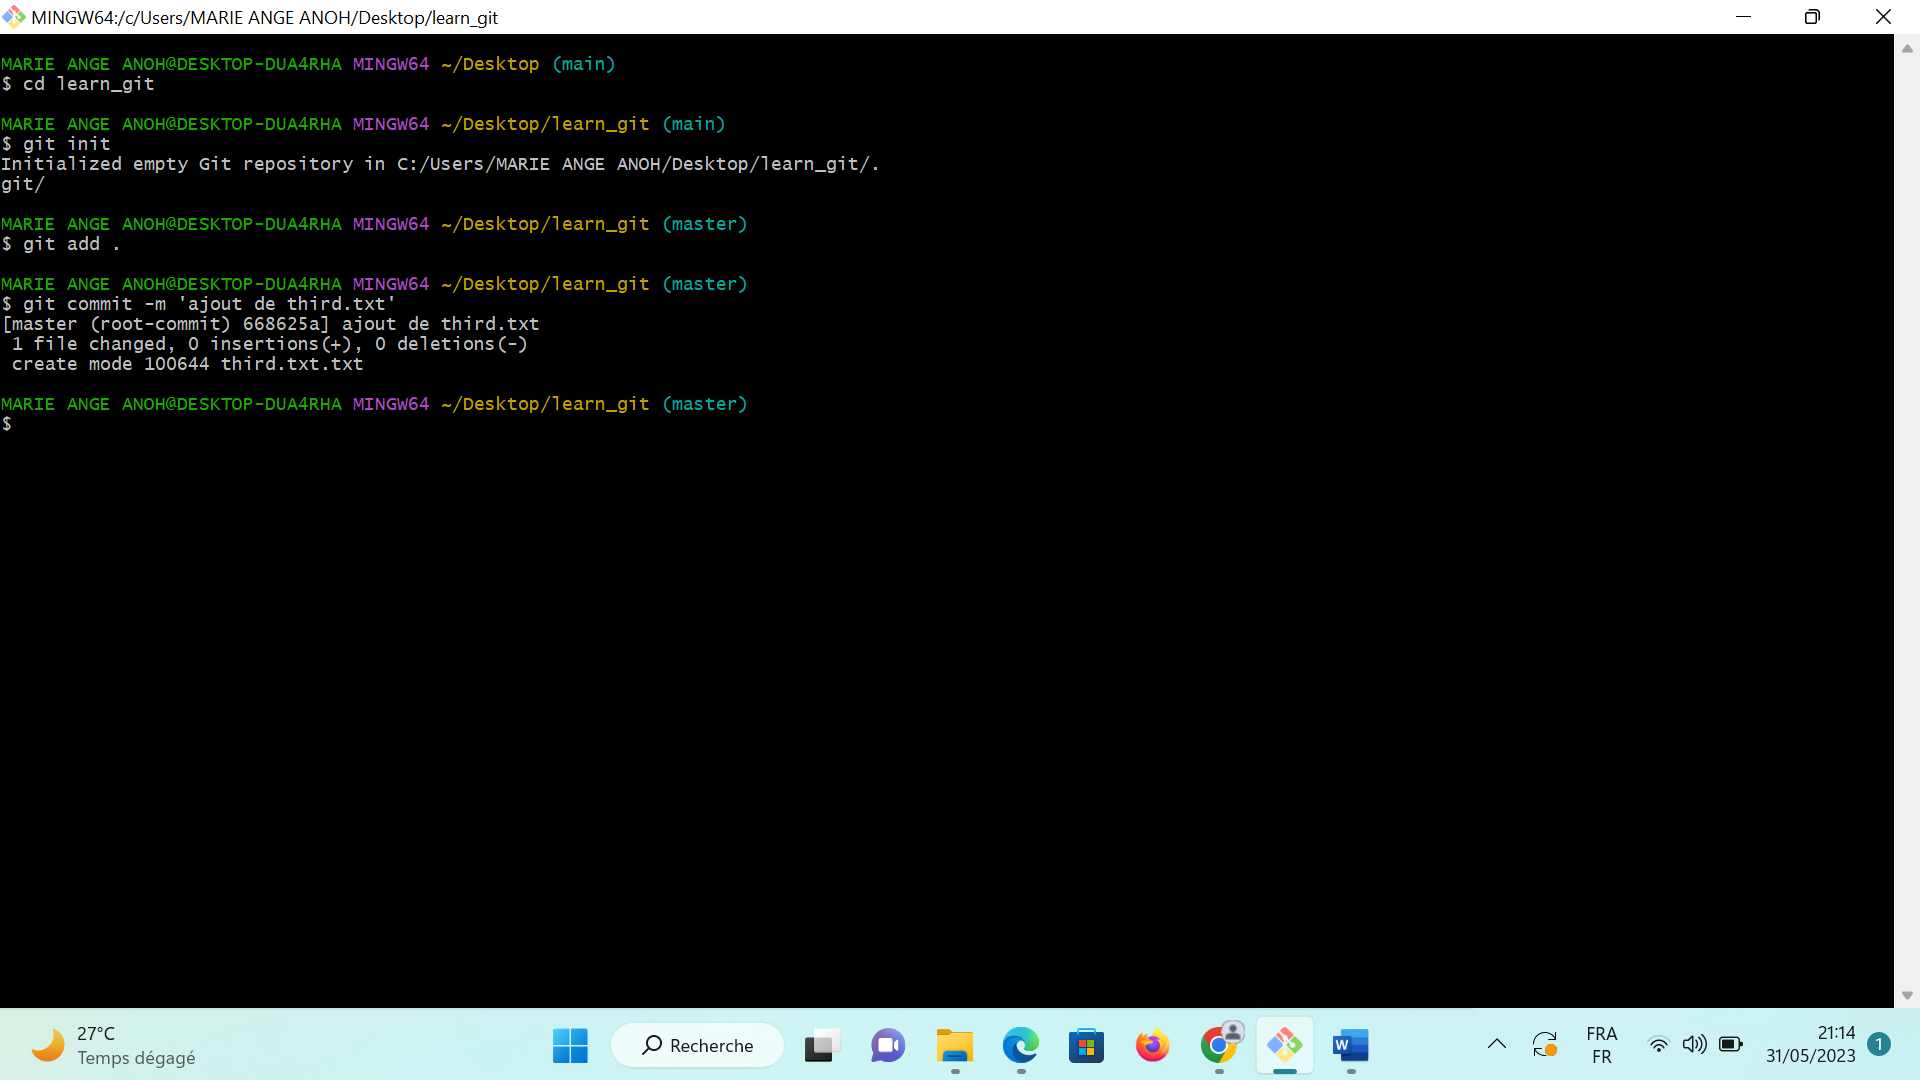 MINGW64:/c/Users/MARIE ANGE ANOH/Desktop/learn_git
MARIE ANGE ANOH@DESKTOP-DUA4RHA MINGW64 ~/Desktop (main)
$ cd learn_git
MARIE ANGE ANOH@DESKTOP-DUA4RHA MINGW64 ~/Desktop/learn_git (main)
$ git init
Initialized empty Git repository in C:/Users/MARIE ANGE ANOH/Desktop/learn_git/.
git/
MARIE ANGE ANOH@DESKTOP-DUA4RHA MINGW64 ~/Desktop/learn_git (master)
$ git add .
MARIE ANGE ANOH@DESKTOP-DUA4RHA MINGW64 ~/Desktop/learn_git (master)
$ git commit -m 'ajout de third.txt'
[master (root-commit) 668625a] ajout de third.txt
 1 file changed, 0 insertions(+), 0 deletions(-)
 create mode 100644 third.txt.txt
MARIE ANGE ANOH@DESKTOP-DUA4RHA MINGW64 ~/Desktop/learn_git (master)
$
27°C
Temps dégagé
Recherche
W
FRA
FR
21:14
31/05/2023
1